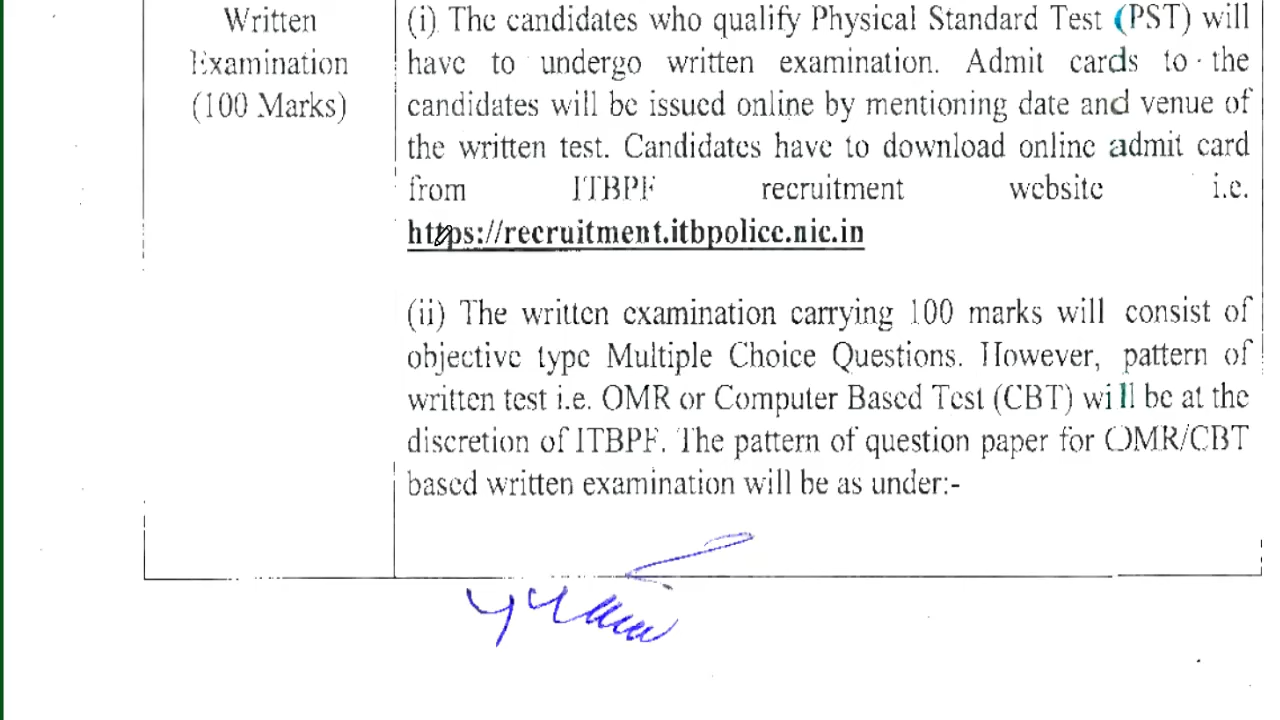 Written
Examination
(100 Marks)
(i) The candidates who qualify Physical Standard Test (PST) will
have to undergo written examination. Admit cards to the
candidates will be issued online by mentioning date and venue of
the written test. Candidates have to download online admit card
from ITBPF recruitment website i.e.
https://recruitment.itbpolice.nic.in
(ii) The written examination carrying 100 marks will consist of
objective type Multiple Choice Questions. However, pattern of
written test i.e. OMR or Computer Based Test (CBT) will be at the
discretion of ITBPF. The pattern of question paper for OMR/CBT
based written examination will be as under:-